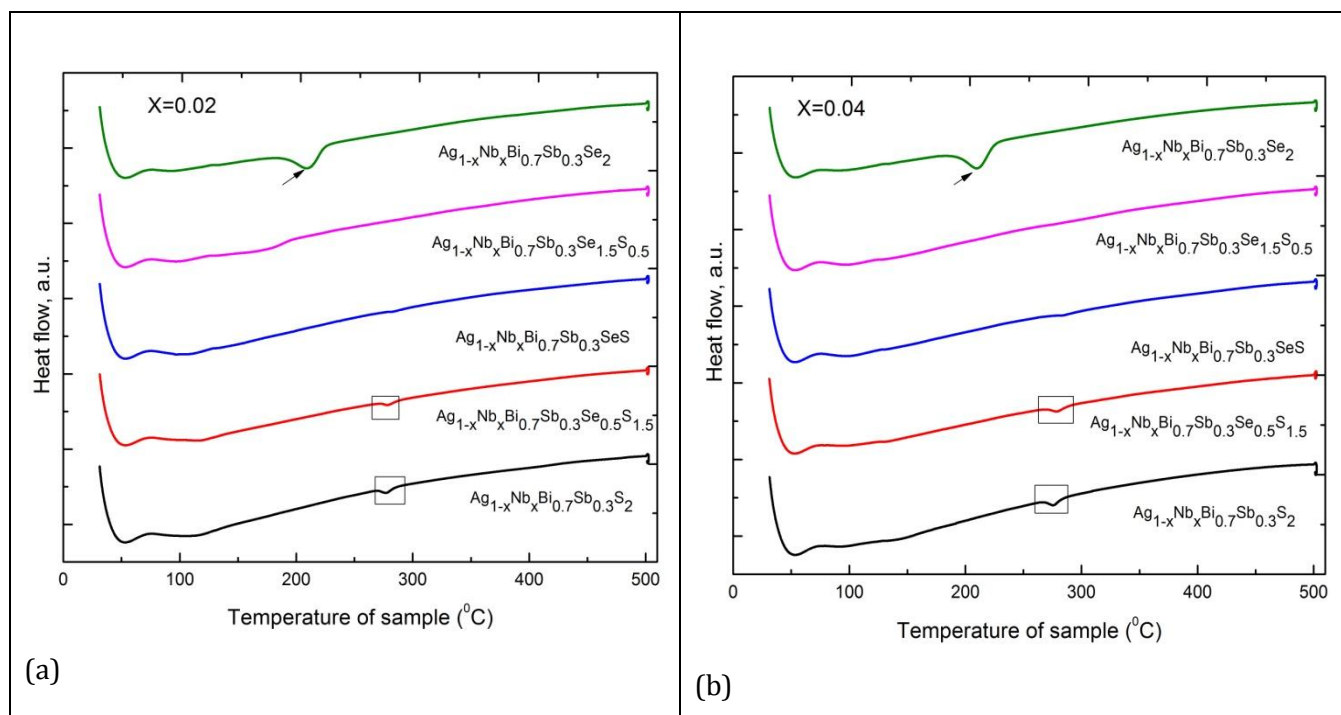 X=0.02
Ag1-xNbxBi0.7Sb0.3Se2
Ag1-xNbxBi0.7Sb0.3Se1.5S0.5
Ag1-xNbxBi0.7Sb0.3SeS
Ag1-xNbxBi0.7Sb0.3Se0.5S1.5
Ag1-xNbxBi0.7Sb0.3S2
Heat flow, a.u.
0 100 200 300 400 500
Temperature of sample (⁰C)
(a)
X=0.04
Ag1-xNbxBi0.7Sb0.3Se2
Ag1-xNbxBi0.7Sb0.3Se1.5S0.5
Ag1-xNbxBi0.7Sb0.3SeS
Ag1-xNbxBi0.7Sb0.3Se0.5S1.5
Ag1-xNbxBi0.7Sb0.3S2
Heat flow, a.u.
0 100 200 300 400 500
Temperature of sample (⁰C)
(b)